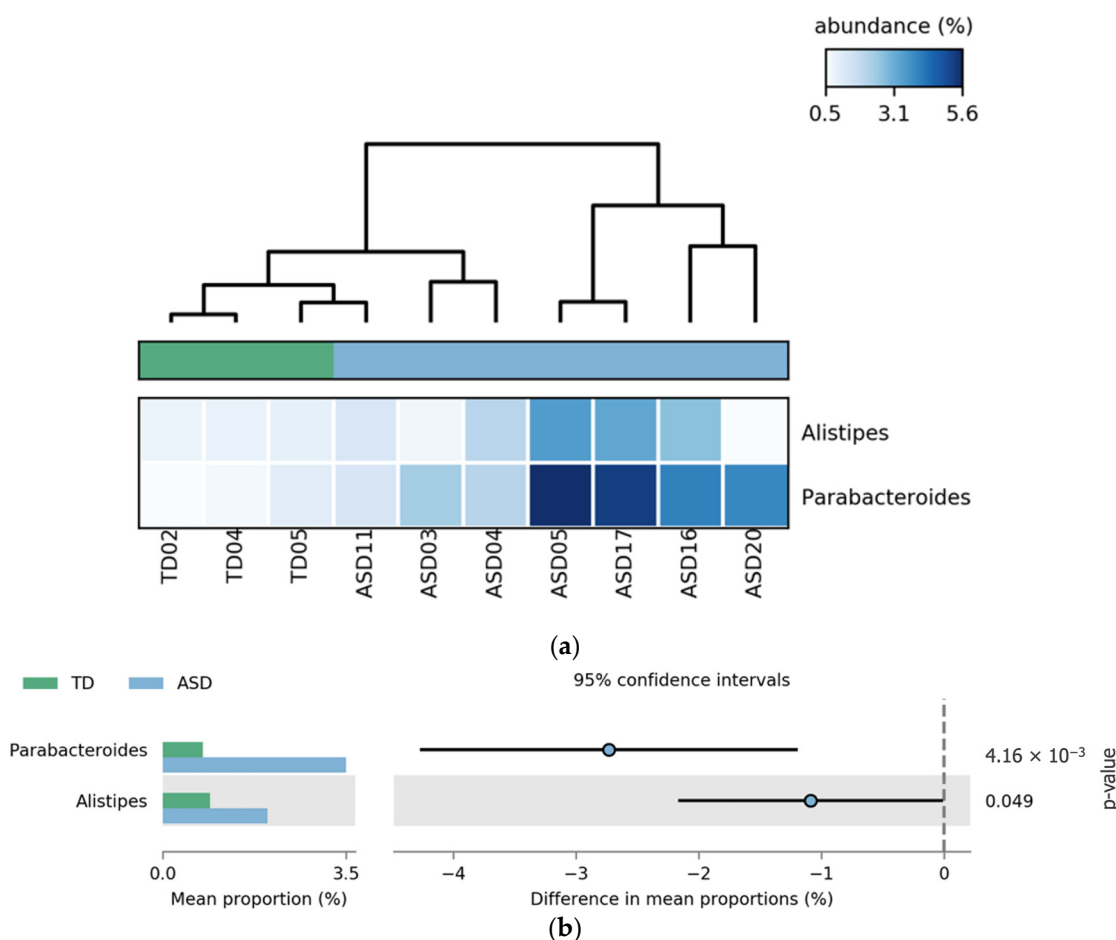 abundance (%)
0.5 3.1 5.6
Alistipes
Parabacteroides
TD02 TD04 TD05 ASD11 ASD03 ASD04 ASD05 ASD17 ASD16 ASD20
(a)
TD ASD 95% confidence intervals
Parabacteroides 4.16 × 10⁻³
Alistipes 0.049
p-value
0.0 3.5 −4 −3 −2 −1 0
Mean proportion (%) Difference in mean proportions (%)
(b)